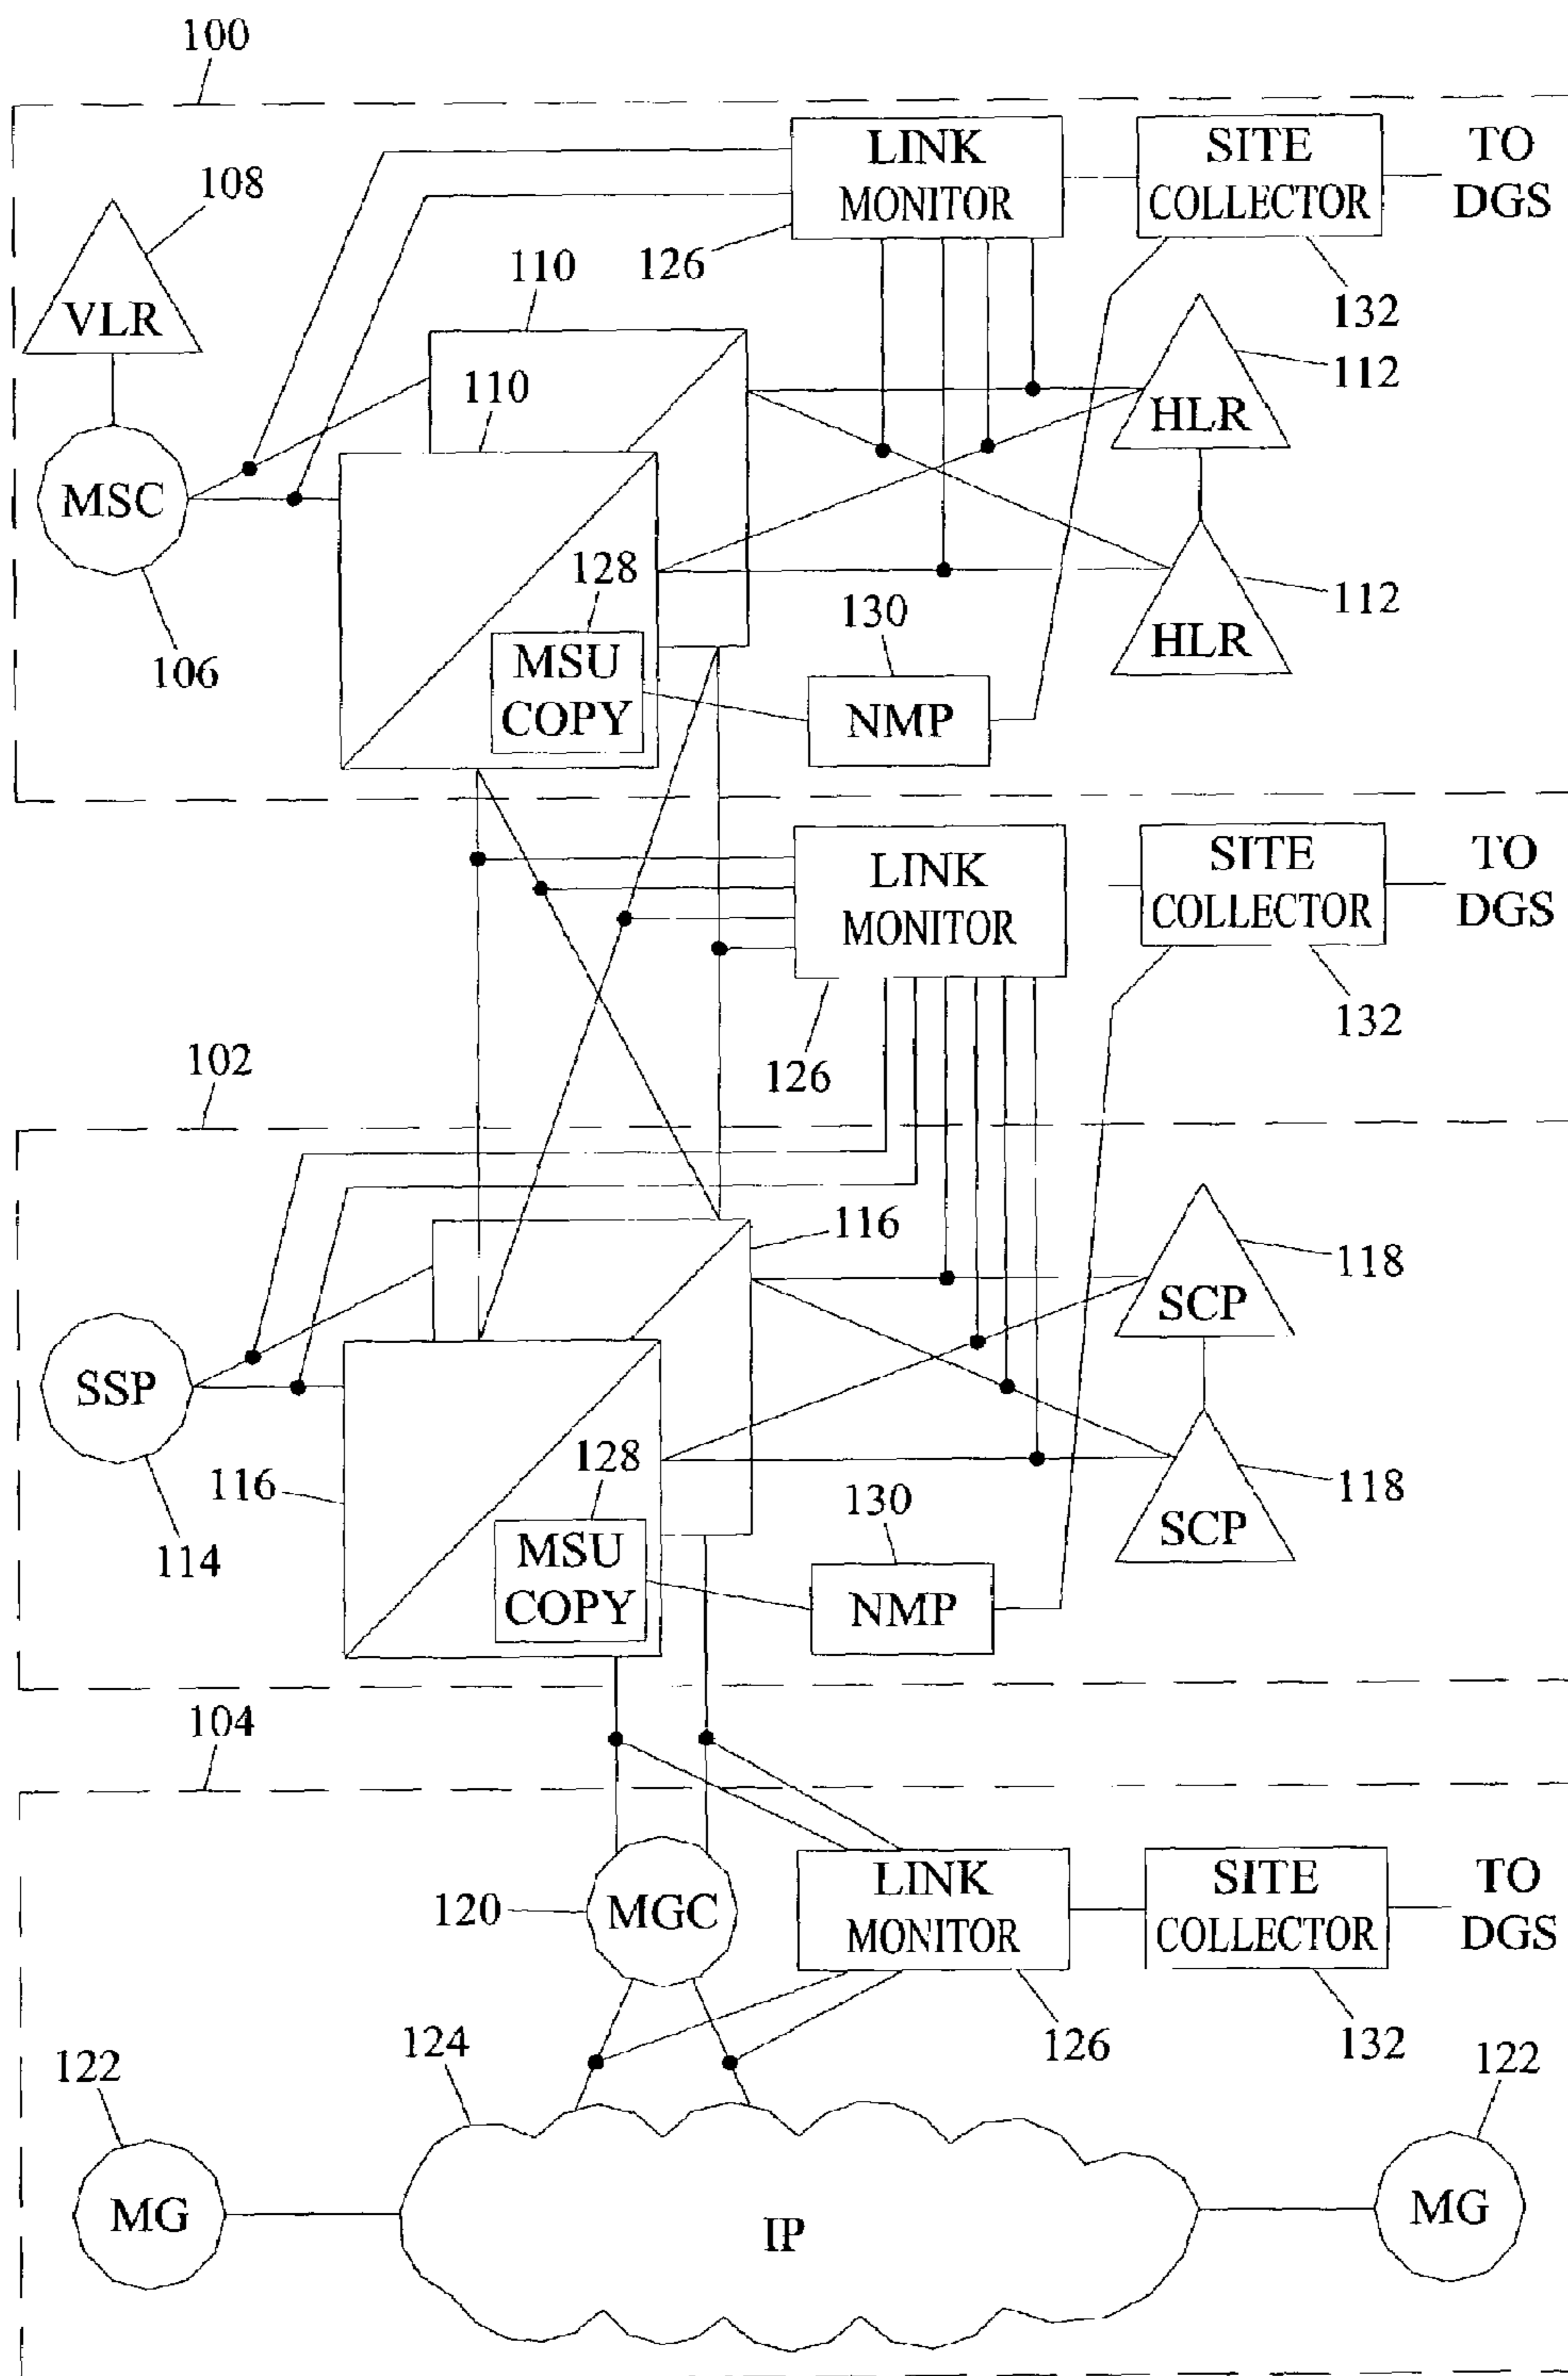 100
LINK
MONITOR
SITE
COLLECTOR
TO
DGS
108
126
132
VLR
110
110
112
HLR
MSC
106
128
MSU
COPY
130
NMP
112
HLR
LINK
MONITOR
SITE
COLLECTOR
TO
DGS
126
132
102
116
118
SCP
SSP
114
116
128
MSU
COPY
130
NMP
118
SCP
104
120
MGC
LINK
MONITOR
SITE
COLLECTOR
TO
DGS
126
132
124
122
MG
IP
122
MG